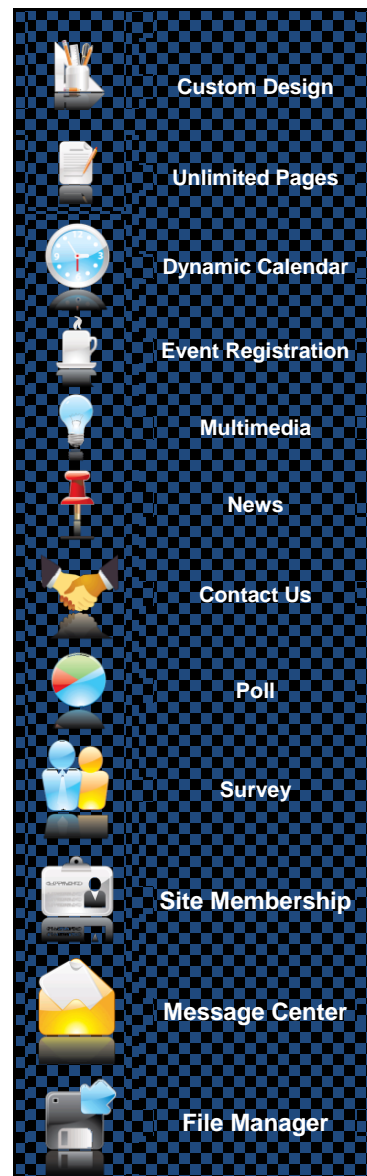 Custom Design
Unlimited Pages
Dynamic Calendar
Event Registration
Multimedia
News
Contact Us
Poll
Survey
Site Membership
Message Center
File Manager